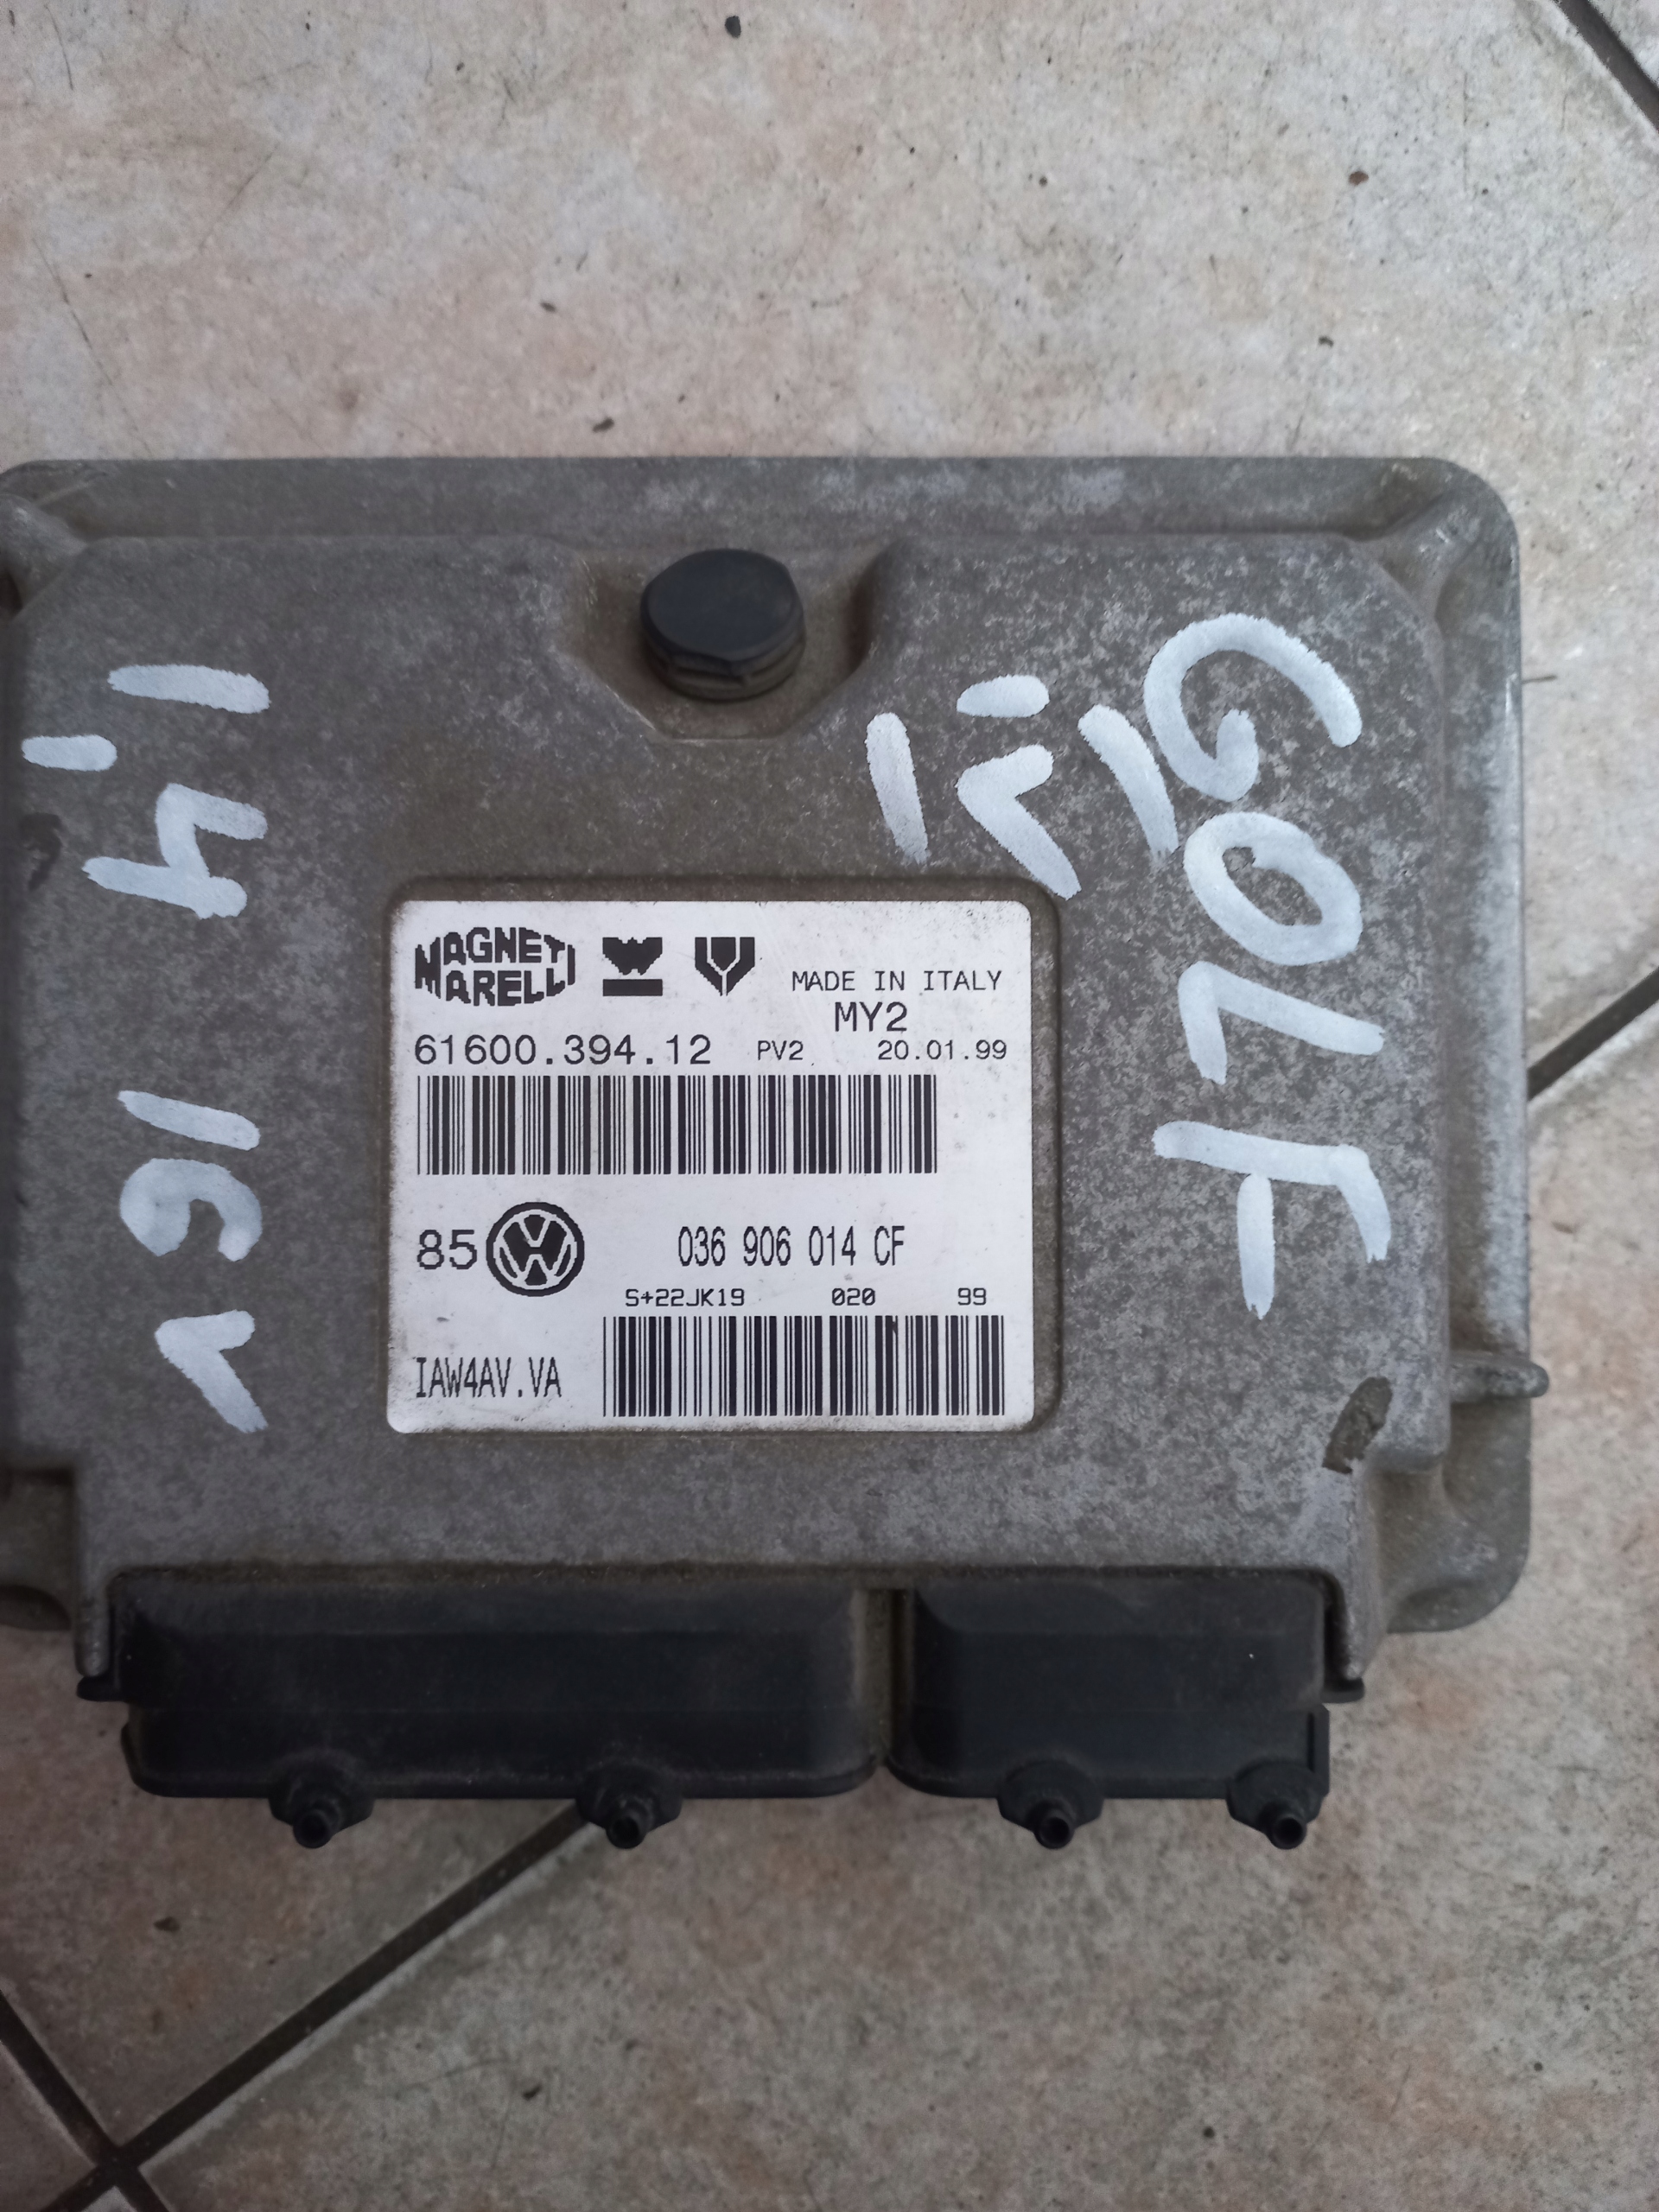 GOLF
IV
1,4 16V
MAGNETI
MARELLI
MADE IN ITALY
MY2
61600.394.12 PV2 20.01.99
85 036 906 014 CF
S+22JK19 020 99
IAW4AV.VA